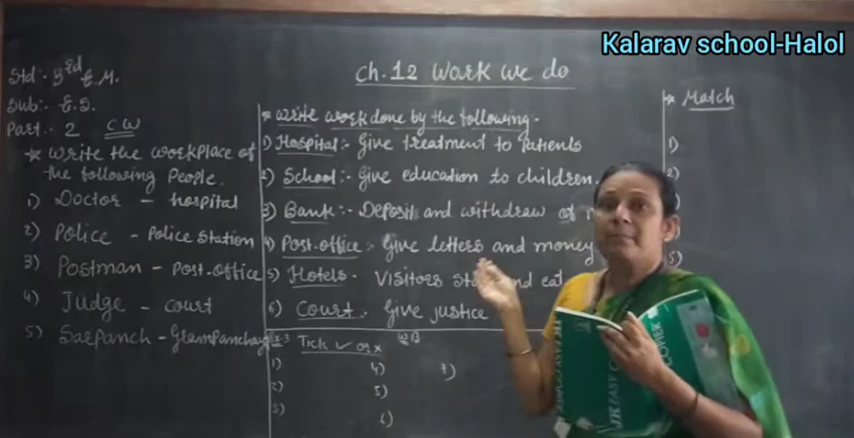 Kalarav school-Halol
Ch.12 Work we do
Std:- 3rd E.M.
Sub:- E.S.
Part:- 2 CW
* Write the workplace of
the following People.
1) Doctor - hospital
2) Police - Police Station
3) Postman - Post-office
4) Judge - court
5) Sarpanch - Grampanchayat
* Write work done by the following.
1) Hospital:- Give treatment to Patients
2) School:- Give education to children.
3) Bank:- Deposit and withdraw of
4) Post-office:- Give letters and money
5) Hotels- Visitors and eat
6) Court:- Give justice
Tick ✓ or x WB
1) 4) 7)
2) 5)
3) 6)
* Match
1)
2)
5)
JK EASY